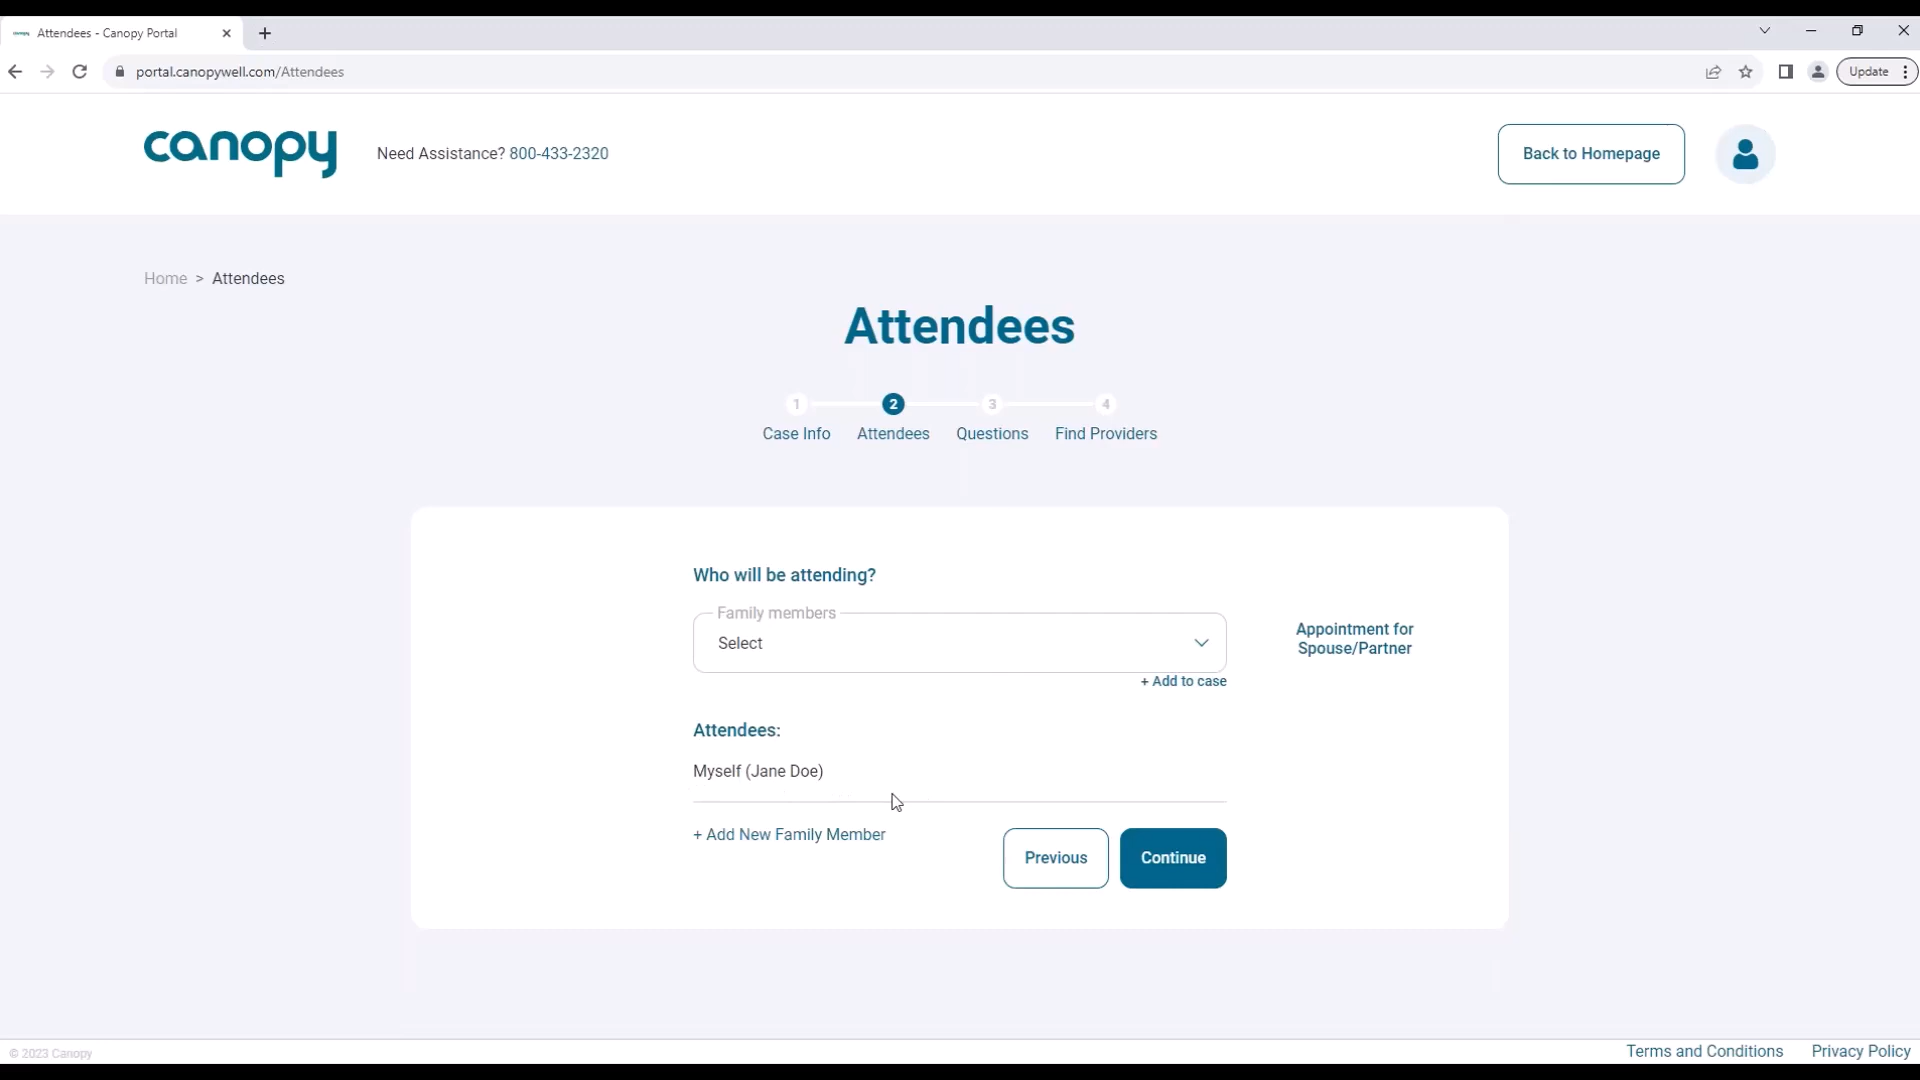 Attendees - Canopy Portal
portal.canopywell.com/Attendees
Update
canopy
Need Assistance? 800-433-2320
Back to Homepage
Home > Attendees
Attendees
1
2
3
4
Case Info
Attendees
Questions
Find Providers
Who will be attending?
Family members
Select
Appointment for
Spouse/Partner
+ Add to case
Attendees:
Myself (Jane Doe)
+ Add New Family Member
Previous
Continue
© 2023 Canopy
Terms and Conditions
Privacy Policy